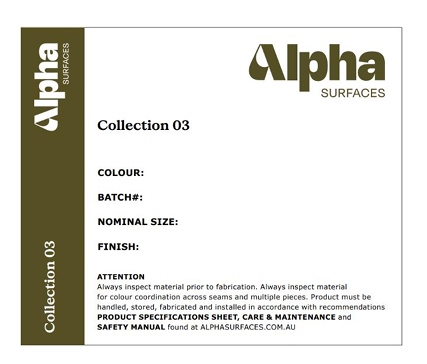 Alpha
SURFACES
Collection 03
Alpha
SURFACES
Collection 03
COLOUR:
BATCH#:
NOMINAL SIZE:
FINISH:
ATTENTION
Always inspect material prior to fabrication. Always inspect material
for colour coordination across seams and multiple pieces. Product must be
handled, stored, fabricated and installed in accordance with recommendations
PRODUCT SPECIFICATIONS SHEET, CARE & MAINTENANCE and
SAFETY MANUAL found at ALPHASURFACES.COM.AU